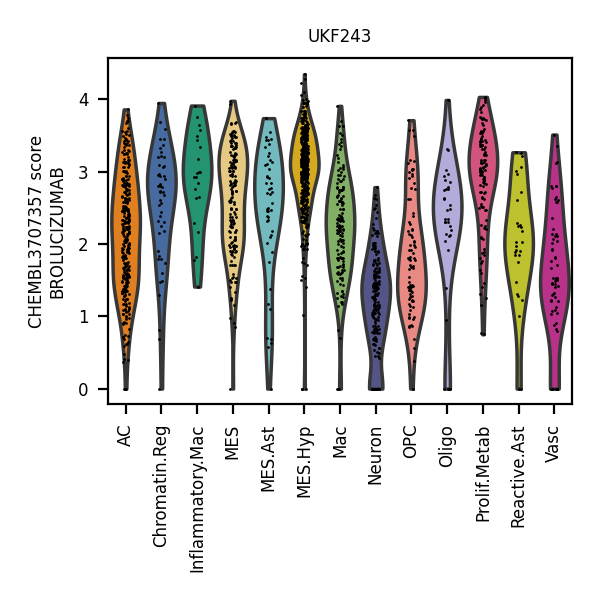 UKF243
CHEMBL3707357 score
BROLUCIZUMAB
4
3
2
1
0
AC
Chromatin.Reg
Inflammatory.Mac
MES
MES.Ast
MES.Hyp
Mac
Neuron
OPC
Oligo
Prolif.Metab
Reactive.Ast
Vasc